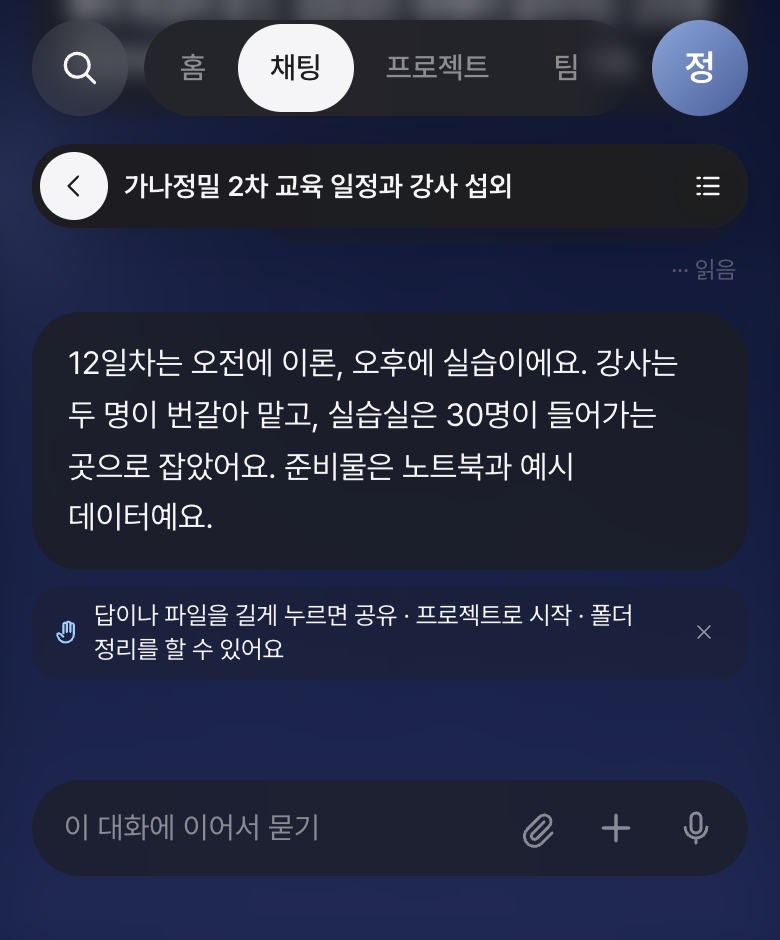 홈
채팅
프로젝트
팀
정
가나정밀 2차 교육 일정과 강사 섭외
··· 읽음
12일차는 오전에 이론, 오후에 실습이에요. 강사는
두 명이 번갈아 맡고, 실습실은 30명이 들어가는
곳으로 잡았어요. 준비물은 노트북과 예시
데이터예요.
답이나 파일을 길게 누르면 공유 · 프로젝트로 시작 · 폴더
정리를 할 수 있어요
이 대화에 이어서 묻기